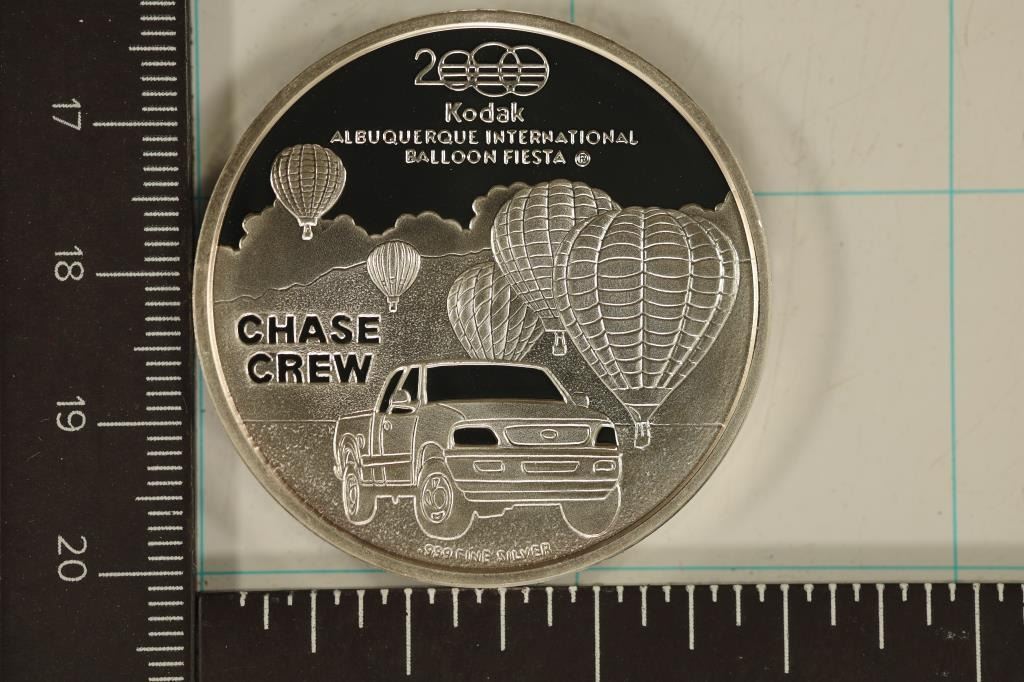 2000
Kodak
ALBUQUERQUE INTERNATIONAL
BALLOON FIESTA ®
CHASE
CREW
.999 FINE SILVER
17
18
19
20